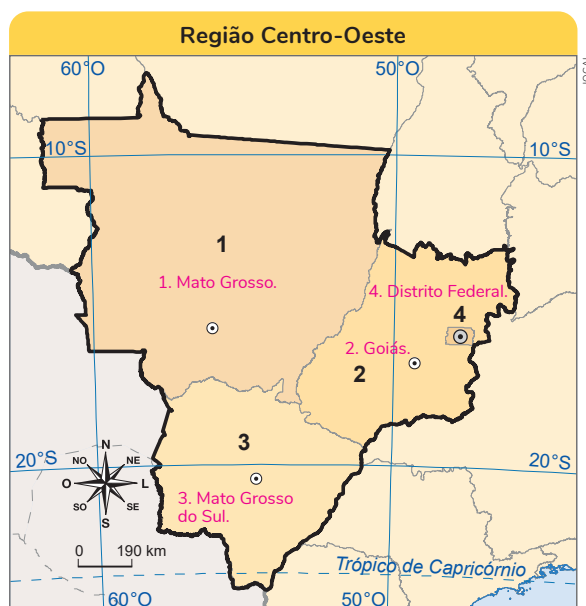 Região Centro-Oeste
60°O
50°O
10°S
10°S
1
1. Mato Grosso.
4. Distrito Federal.
4
2. Goiás.
2
3
20°S
20°S
N
NO
NE
O
L
SO
SE
S
3. Mato Grosso
do Sul.
0 190 km
Trópico de Capricórnio
60°O
50°O